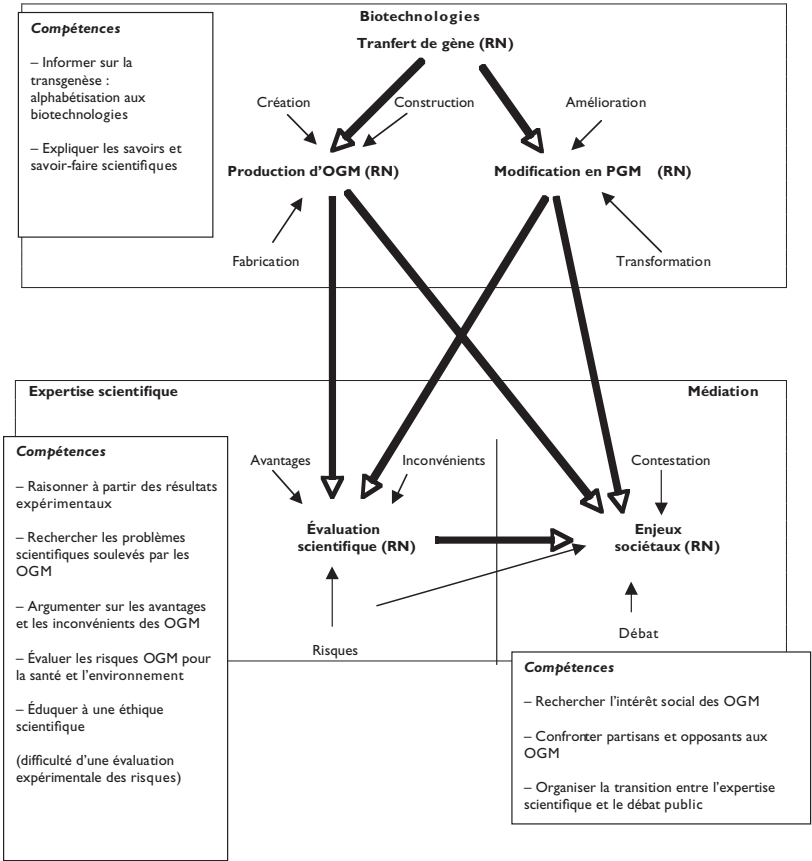 Biotechnologies
Tranfert de gène (RN)
Compétences
– Informer sur la
transgenèse :
alphabétisation aux
biotechnologies
– Expliquer les savoirs et
savoir-faire scientifiques
Création
Construction
Amélioration
Production d'OGM (RN)
Modification en PGM (RN)
Fabrication
Transformation
Expertise scientifique
Médiation
Compétences
– Raisonner à partir des résultats
expérimentaux
– Rechercher les problèmes
scientifiques soulevés par les
OGM
– Argumenter sur les avantages
et les inconvénients des OGM
– Évaluer les risques OGM pour
la santé et l'environnement
– Éduquer à une éthique
scientifique
(difficulté d'une évaluation
expérimentale des risques)
Avantages
Inconvénients
Contestation
Évaluation
scientifique (RN)
Enjeux
sociétaux (RN)
Risques
Débat
Compétences
– Rechercher l'intérêt social des OGM
– Confronter partisans et opposants aux
OGM
– Organiser la transition entre l'expertise
scientifique et le débat public